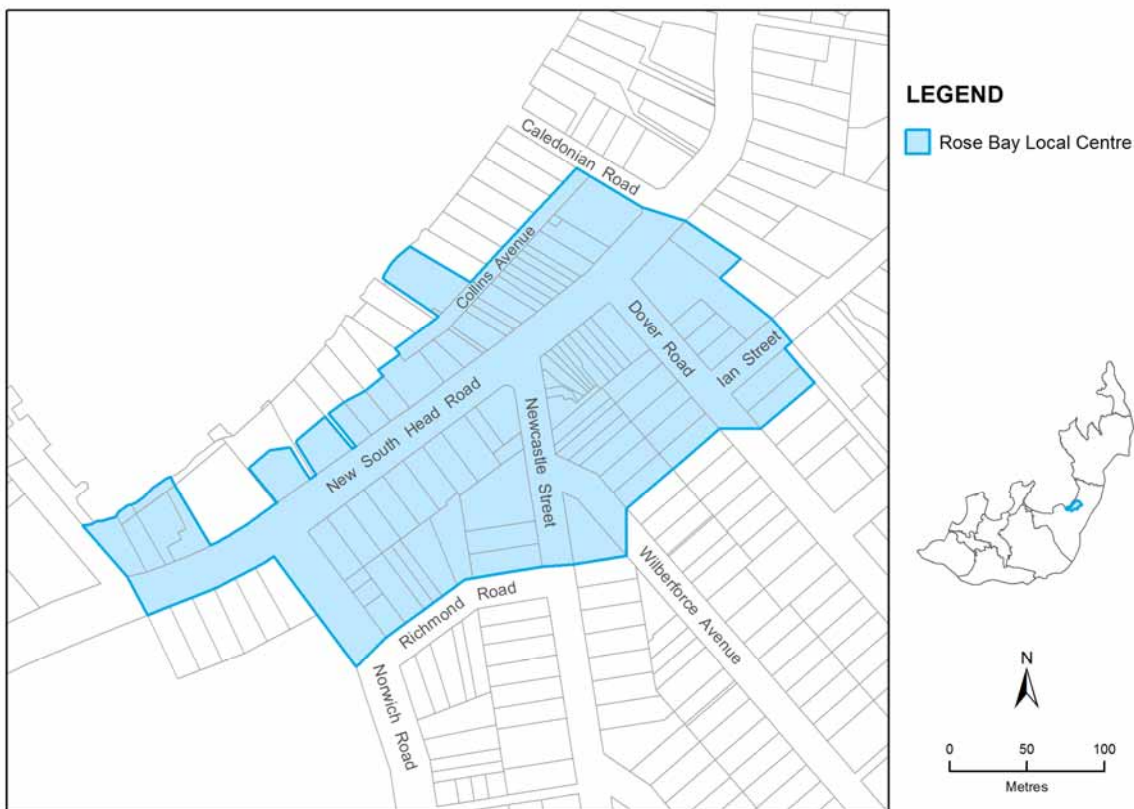 Caledonian Road
Collins Avenue
Dover Road
Ian Street
New South Head Road
Newcastle Street
Wilberforce Avenue
Richmond Road
Norwich Road
LEGEND
Rose Bay Local Centre
N
0 50 100
Metres